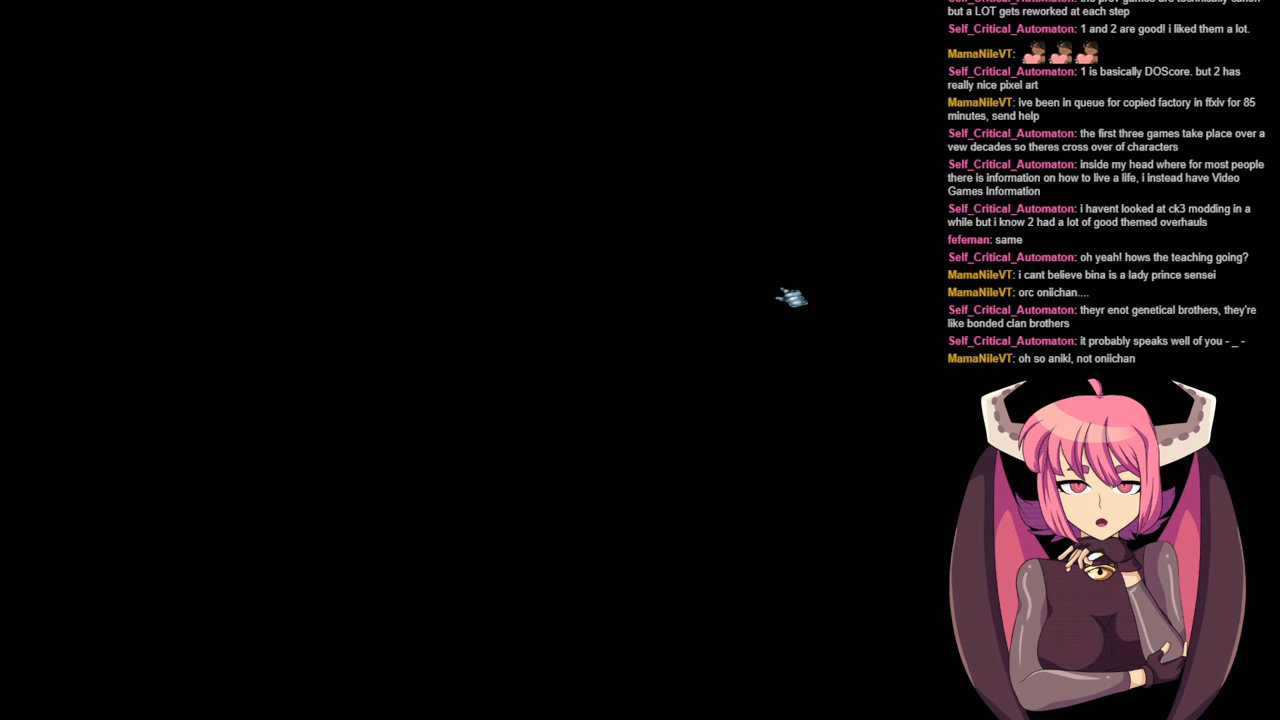 but a LOT gets reworked at each step
Self_Critical_Automaton: 1 and 2 are good! i liked them a lot.
MamaNileVT:
Self_Critical_Automaton: 1 is basically DOScore. but 2 has
really nice pixel art
MamaNileVT: ive been in queue for copied factory in ffxiv for 85
minutes, send help
Self_Critical_Automaton: the first three games take place over a
vew decades so theres cross over of characters
Self_Critical_Automaton: inside my head where for most people
there is information on how to live a life, i instead have Video
Games Information
Self_Critical_Automaton: i havent looked at ck3 modding in a
while but i know 2 had a lot of good themed overhauls
fefeman: same
Self_Critical_Automaton: oh yeah! hows the teaching going?
MamaNileVT: i cant believe bina is a lady prince sensei
MamaNileVT: orc oniichan....
Self_Critical_Automaton: theyr enot genetical brothers, they're
like bonded clan brothers
Self_Critical_Automaton: it probably speaks well of you - _ -
MamaNileVT: oh so aniki, not oniichan